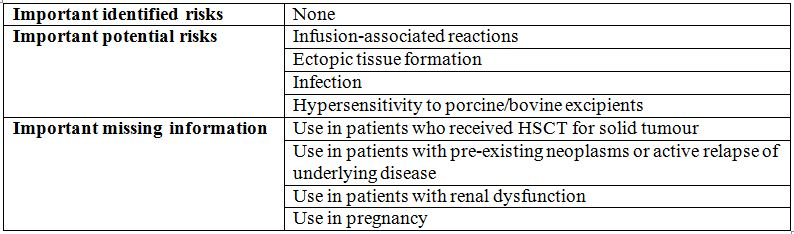 Important identified risks None
Important potential risks Infusion-associated reactions
Ectopic tissue formation
Infection
Hypersensitivity to porcine/bovine excipients
Important missing information Use in patients who received HSCT for solid tumour
Use in patients with pre-existing neoplasms or active relapse of
underlying disease
Use in patients with renal dysfunction
Use in pregnancy